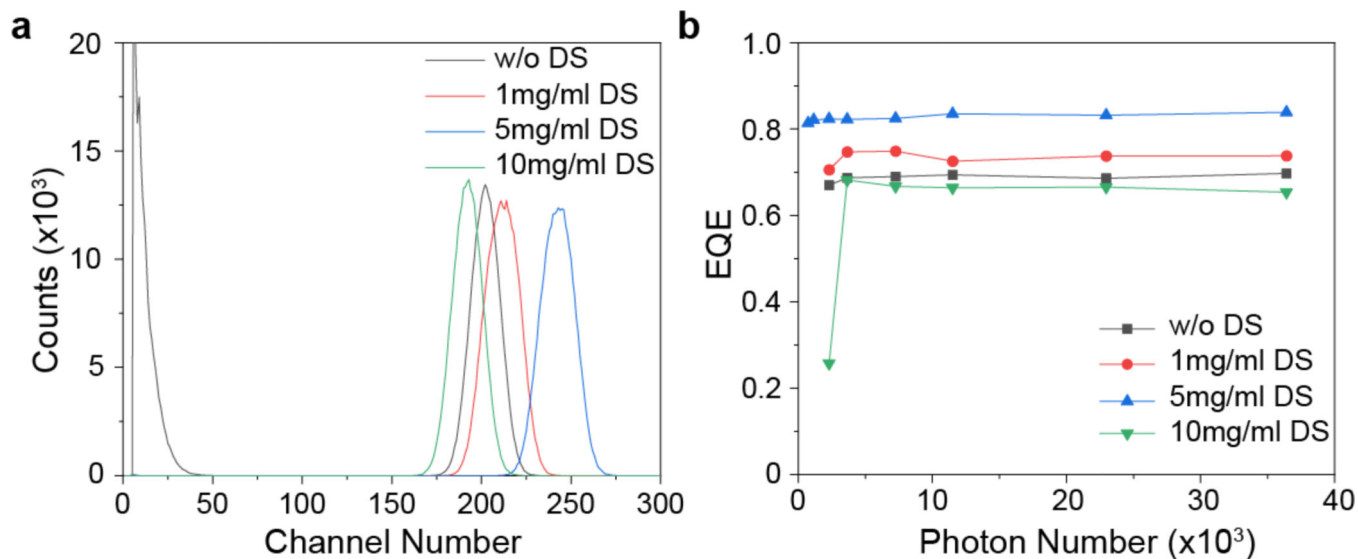 a
20
15
10
5
0
Counts (x10³)
0 50 100 150 200 250 300
Channel Number
w/o DS
1mg/ml DS
5mg/ml DS
10mg/ml DS
b
1.0
0.8
0.6
0.4
0.2
0
EQE
0 10 20 30 40
Photon Number (x10³)
w/o DS
1mg/ml DS
5mg/ml DS
10mg/ml DS